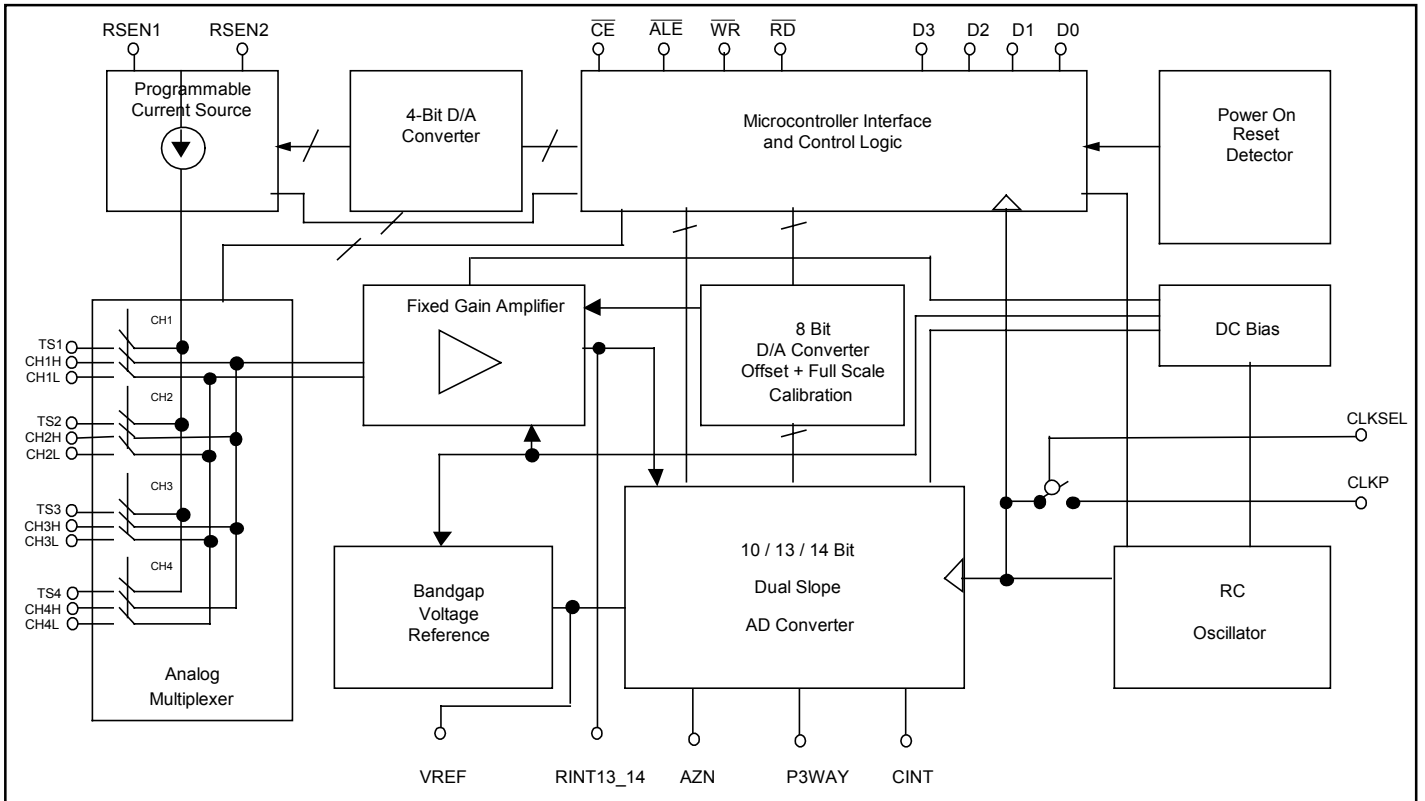 RSEN1 RSEN2 CE ALE WR RD D3 D2 D1 D0
Programmable
Current Source
4-Bit D/A
Converter
Microcontroller Interface
and Control Logic
Power On
Reset
Detector
Fixed Gain Amplifier
8 Bit
D/A Converter
Offset + Full Scale
Calibration
DC Bias
CH1
TS1
CH1H
CH1L
CH2
TS2
CH2H
CH2L
CH3
TS3
CH3H
CH3L
CH4
TS4
CH4H
CH4L
Analog
Multiplexer
CLKSEL
CLKP
Bandgap
Voltage
Reference
10 / 13 / 14 Bit
Dual Slope
AD Converter
RC
Oscillator
VREF RINT13_14 AZN P3WAY CINT